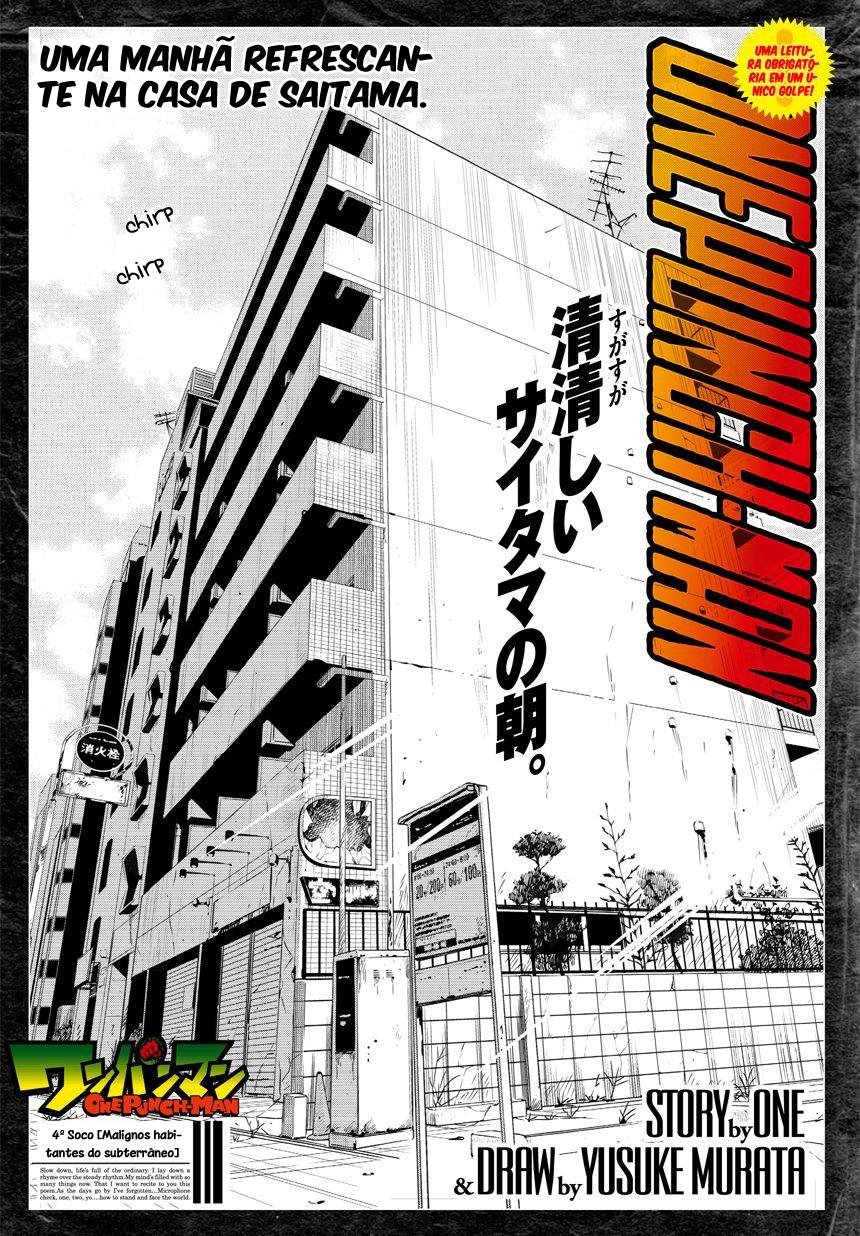 UMA MANHÃ REFRESCAN-
TE NA CASA DE SAITAMA.
UMA LEITU-
RA OBRIGATÓ-
RIA EM UM Ú-
NICO GOLPE!
ONE PUNCH-MAN
chirp
chirp
すがすが
清清しい
サイタマの朝。
消火栓
20分/200円
60分/100円
ワンパンマン
ONE PUNCH-MAN
4º Soco [Malignos habi-
tantes do subterrâneo]
Slow down, life's full of the ordinary. I lay down a
rhyme over the steady rhythm.My mind's filled with so
many things now. That I want to recite to you this
poem.As the days go by I've forgotten...Microphone
check, one, two, yo....how to stand and face the world.
STORY by ONE
& DRAW by YUSUKE MURATA